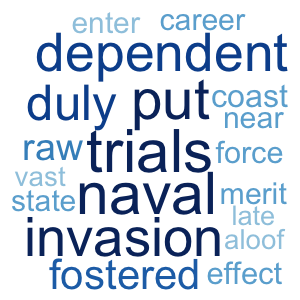 enter career
dependent
duly put coast
near
raw trials force
vast
state naval merit
late
invasion aloof
fostered effect